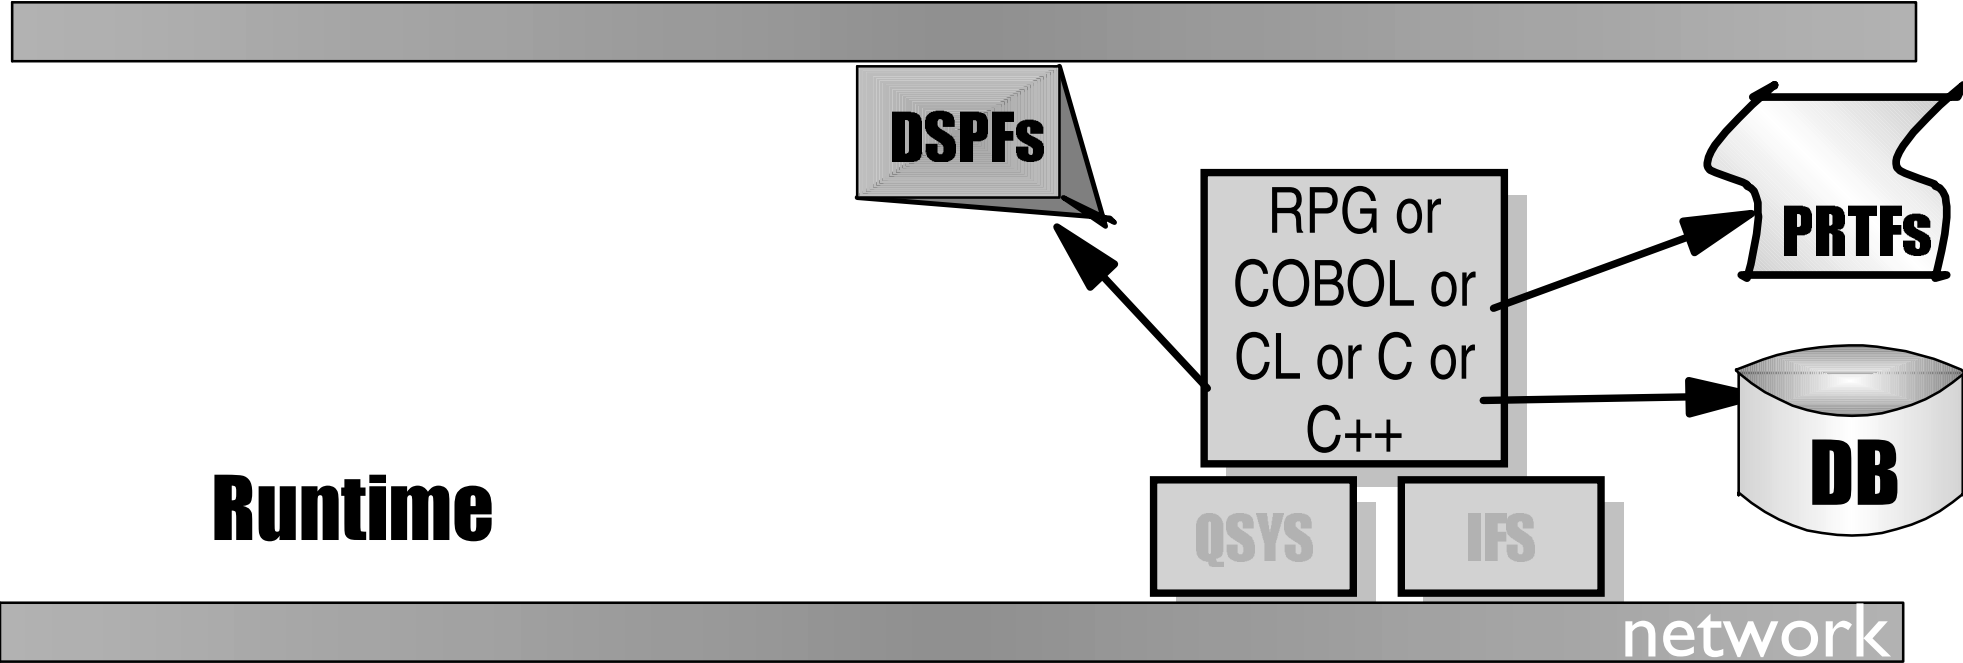 DSPFs
RPG or
COBOL or
CL or C or
C++
PRTFs
DB
Runtime
QSYS
IFS
network